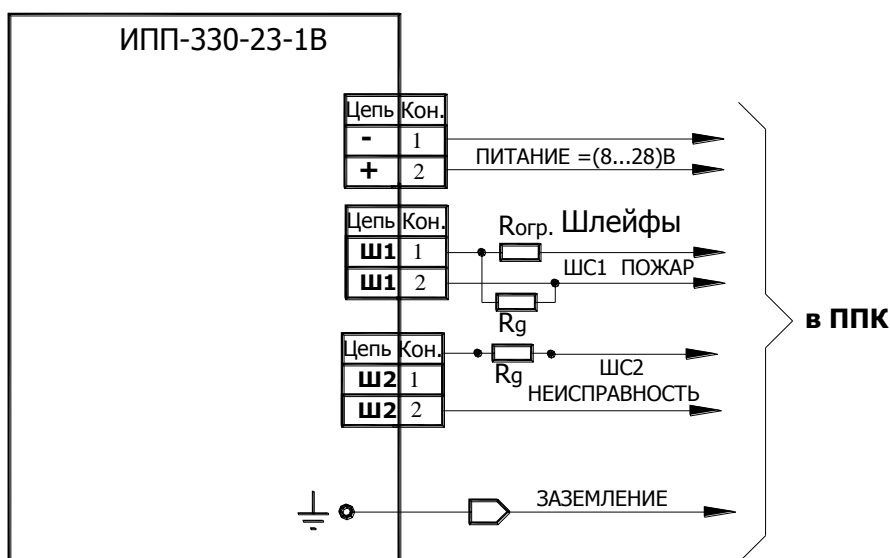 ИПП-330-23-1В
Цепь Кон.
- 1
+ 2
ПИТАНИЕ =(8...28)В
Цепь Кон.
Ш1 1
Ш1 2
Rогр. Шлейфы
ШС1 ПОЖАР
Rg
Цепь Кон.
Ш2 1
Ш2 2
Rg
ШС2
НЕИСПРАВНОСТЬ
в ППК
ЗАЗЕМЛЕНИЕ